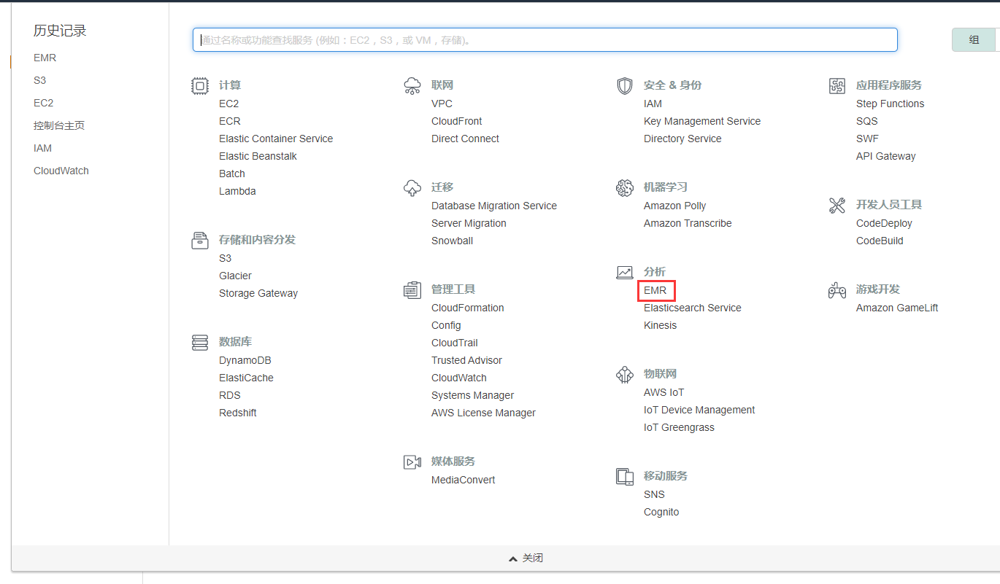 历史记录
EMR
S3
EC2
控制台主页
IAM
CloudWatch
通过名称或功能查找服务 (例如：EC2，S3，或 VM，存储)。
组
计算
EC2
ECR
Elastic Container Service
Elastic Beanstalk
Batch
Lambda
存储和内容分发
S3
Glacier
Storage Gateway
数据库
DynamoDB
ElastiCache
RDS
Redshift
联网
VPC
CloudFront
Direct Connect
迁移
Database Migration Service
Server Migration
Snowball
管理工具
CloudFormation
Config
CloudTrail
Trusted Advisor
CloudWatch
Systems Manager
AWS License Manager
媒体服务
MediaConvert
安全 & 身份
IAM
Key Management Service
Directory Service
机器学习
Amazon Polly
Amazon Transcribe
分析
EMR
Elasticsearch Service
Kinesis
物联网
AWS IoT
IoT Device Management
IoT Greengrass
移动服务
SNS
Cognito
应用程序服务
Step Functions
SQS
SWF
API Gateway
开发人员工具
CodeDeploy
CodeBuild
游戏开发
Amazon GameLift
关闭